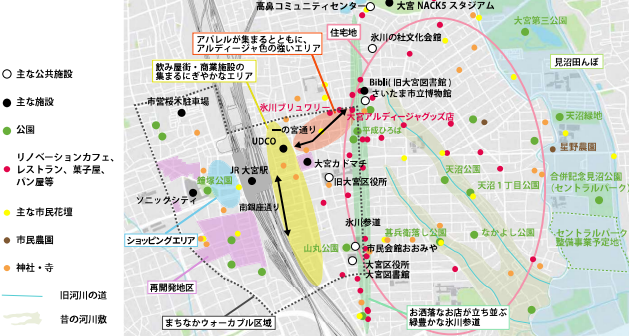 主な公共施設
主な施設
公園
リノベーションカフェ、
レストラン、菓子屋、
パン屋等
主な市民花壇
市民農園
神社・寺
旧河川の道
昔の河川敷
高鼻コミュニティセンター
大宮 NACK5 スタジアム
大宮第三公園
アパレルが集まるとともに、
アルディージャ色の強いエリア
住宅地
氷川の杜文化会館
見沼田んぼ
飲み屋街・商業施設の
集まるにぎやかなエリア
Bibli(旧大宮図書館)
さいたま市立博物館
市営桜木駐車場
氷川ブリュワリー
大宮アルディージャグッズ店
天沼緑地
一の宮通り
平成ひろば
UDCO
星野農園
大宮カドマチ
JR大宮駅
旧大宮区役所
天沼公園
合併記念見沼公園
(セントラルパーク)
鐘塚公園
天沼1丁目公園
ソニックシティ
南銀座通り
氷川参道
ショッピングエリア
甚兵衛落し公園
なかよし公園
セントラルパーク
整備事業予定地
山丸公園
市民会館おおみや
大宮区役所
大宮図書館
再開発地区
お洒落なお店が立ち並ぶ
緑豊かな氷川参道
まちなかウォーカブル区域